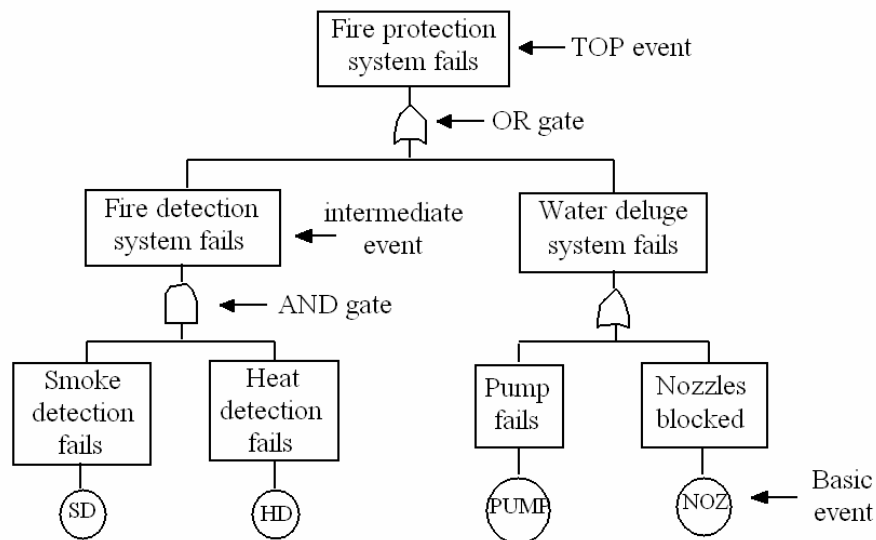 Fire protection
system fails
TOP event
OR gate
Fire detection
system fails
intermediate
event
Water deluge
system fails
AND gate
Smoke
detection
fails
Heat
detection
fails
Pump
fails
Nozzles
blocked
SD
HD
PUMP
NOZ
Basic
event